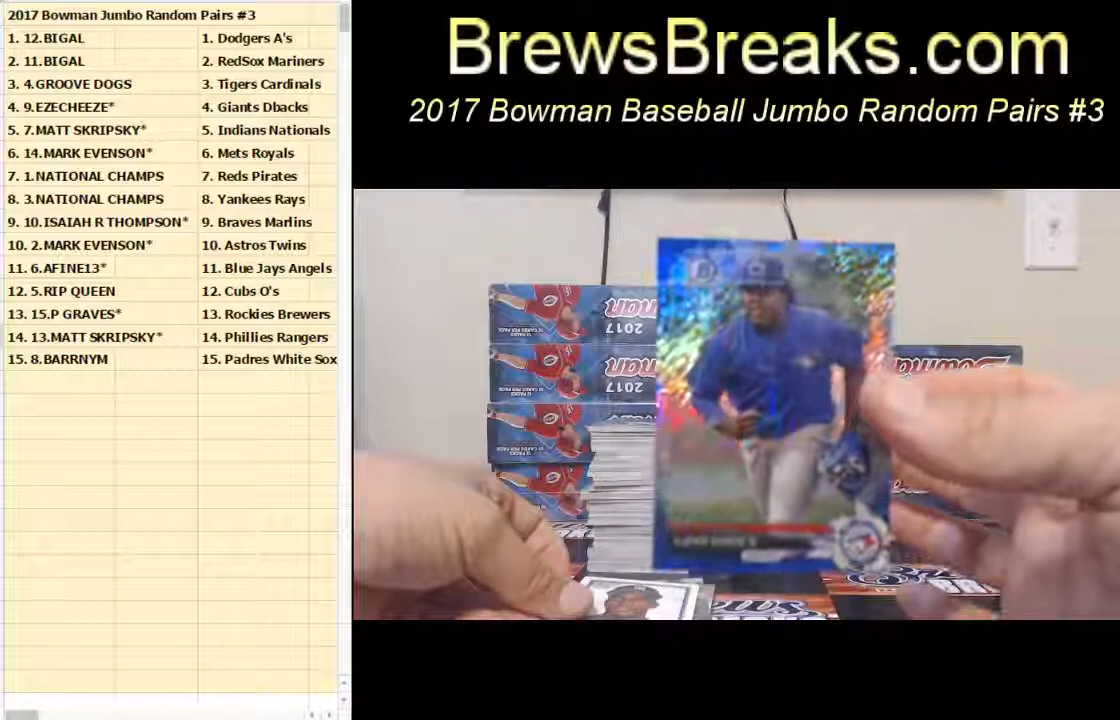 2017 Bowman Jumbo Random Pairs #3
1. 12.BIGAL 1. Dodgers A's
2. 11.BIGAL 2. RedSox Mariners
3. 4.GROOVE DOGS 3. Tigers Cardinals
4. 9.EZECHEEZE* 4. Giants Dbacks
5. 7.MATT SKRIPSKY* 5. Indians Nationals
6. 14.MARK EVENSON* 6. Mets Royals
7. 1.NATIONAL CHAMPS 7. Reds Pirates
8. 3.NATIONAL CHAMPS 8. Yankees Rays
9. 10.ISAIAH R THOMPSON* 9. Braves Marlins
10. 2.MARK EVENSON* 10. Astros Twins
11. 6.AFINE13* 11. Blue Jays Angels
12. 5.RIP QUEEN 12. Cubs O's
13. 15.P GRAVES* 13. Rockies Brewers
14. 13.MATT SKRIPSKY* 14. Phillies Rangers
15. 8.BARRNYM 15. Padres White Sox
BrewsBreaks.com
2017 Bowman Baseball Jumbo Random Pairs #3
2017
2017